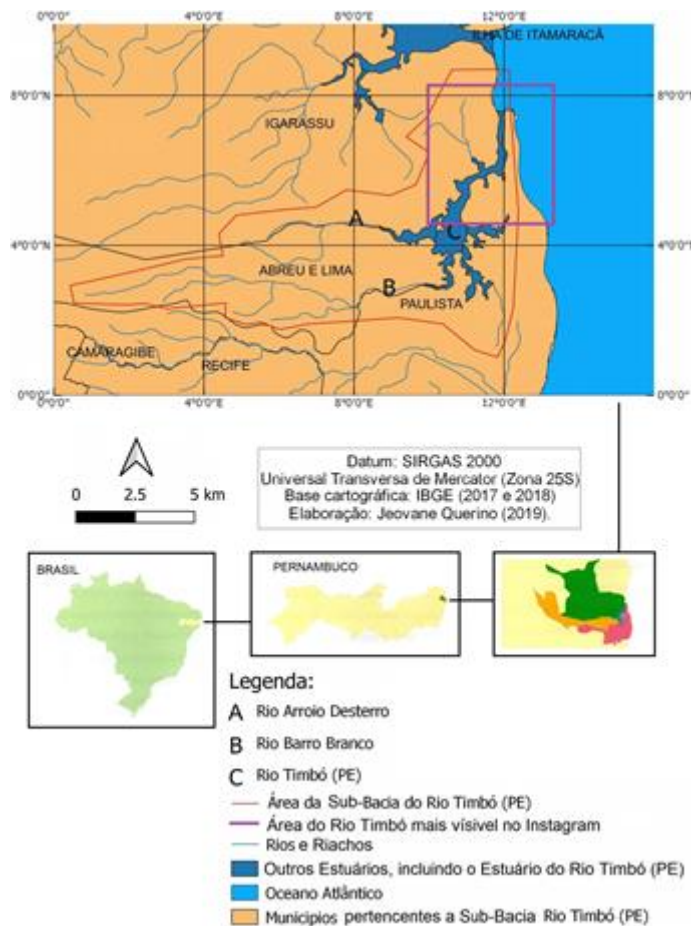 0°0'0"E 4°0'0"E 8°0'0"E 12°0'0"E
ILHA DE ITAMARACÃ
8°0'0"N 8°0'0"N
IGARASSU
A
C
4°0'0"N 4°0'0"N
ABREU E LIMA
B
PAULISTA
CAMARAGIBE
RECIFE
0°0'0"E 0°0'0"E
4°0'0"E 8°0'0"E 12°0'0"E
Datum: SIRGAS 2000
Universal Transversa de Mercator (Zona 25S)
Base cartográfica: IBGE (2017 e 2018)
Elaboração: Jeovane Querino (2019).
0 2.5 5 km
BRASIL
PERNAMBUCO
Legenda:
A Rio Arroio Desterro
B Rio Barro Branco
C Rio Timbó (PE)
Área da Sub-Bacia do Rio Timbó (PE)
Área do Rio Timbó mais vísivel no Instagram
Rios e Riachos
Outros Estuários, incluindo o Estuário do Rio Timbó (PE)
Oceano Atlântico
Municípios pertencentes a Sub-Bacia Rio Timbó (PE)